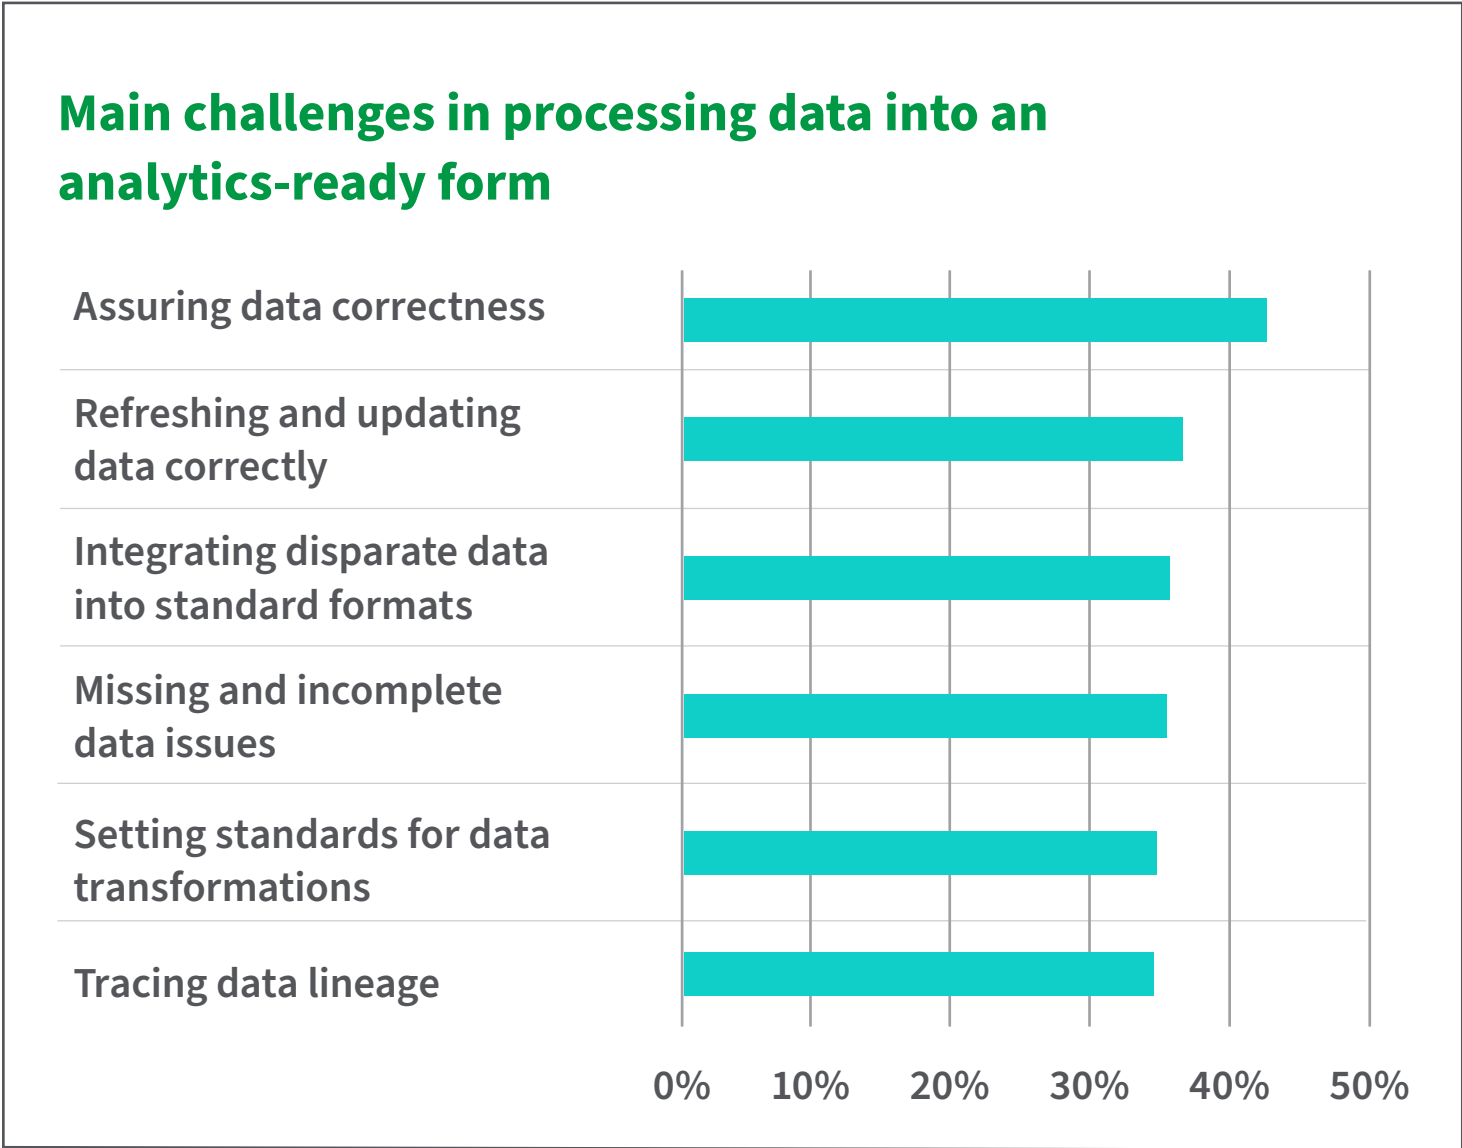 Main challenges in processing data into an
analytics-ready form
Assuring data correctness
Refreshing and updating
data correctly
Integrating disparate data
into standard formats
Missing and incomplete
data issues
Setting standards for data
transformations
Tracing data lineage
0% 10% 20% 30% 40% 50%